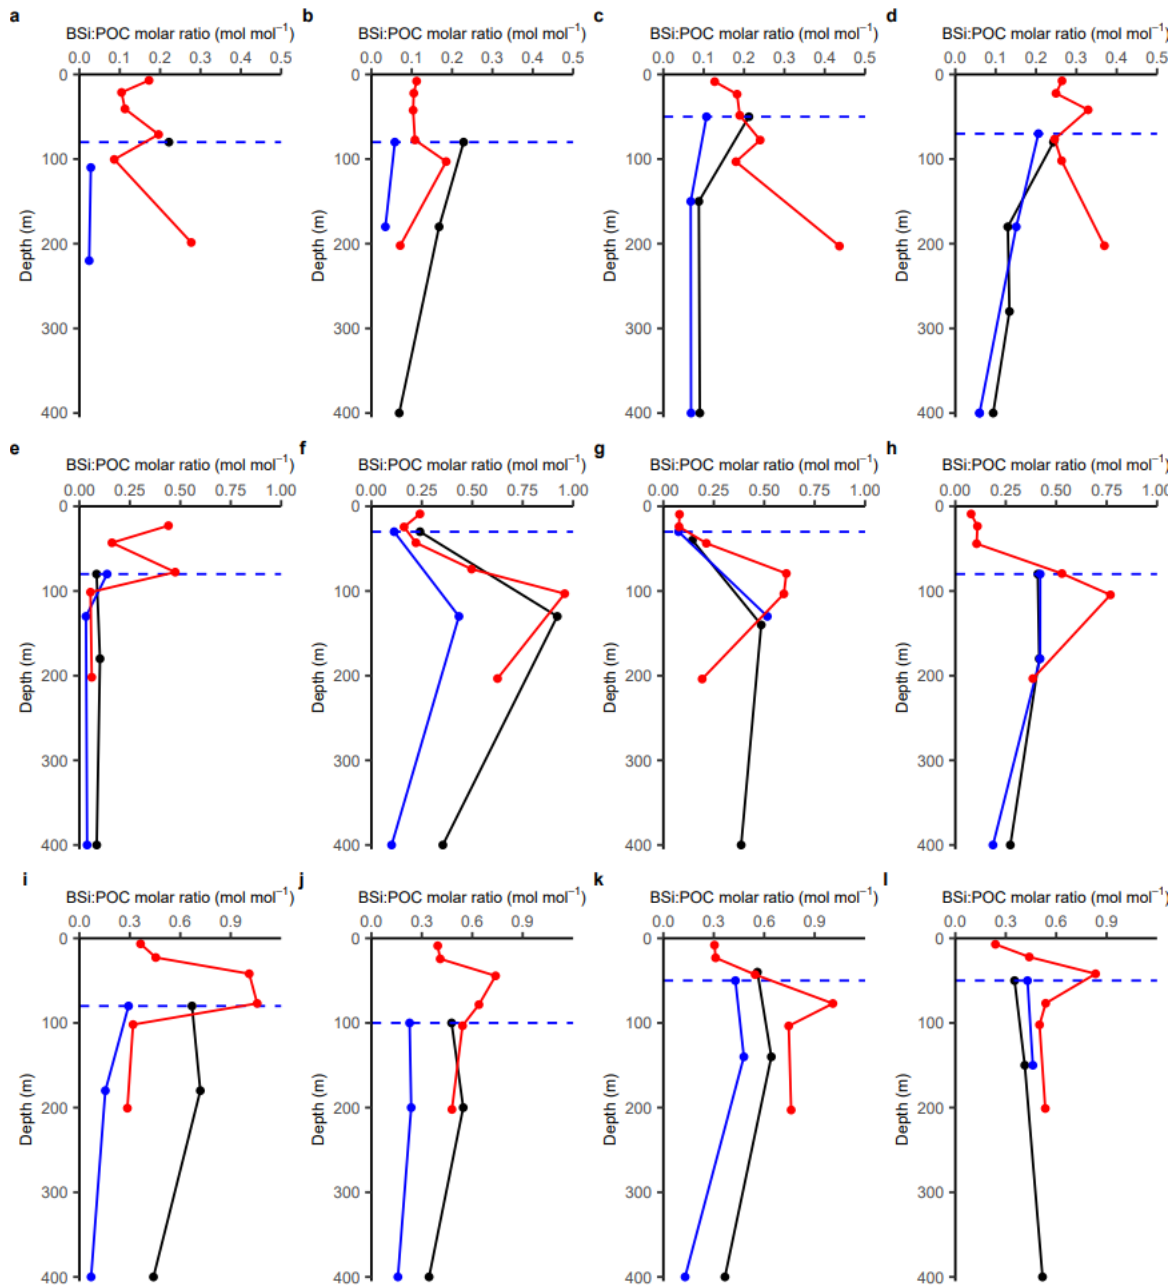 a b c d
BSi:POC molar ratio (mol mol⁻¹) BSi:POC molar ratio (mol mol⁻¹) BSi:POC molar ratio (mol mol⁻¹) BSi:POC molar ratio (mol mol⁻¹)
0 0.1 0.2 0.3 0.4 0.5 0 0.1 0.2 0.3 0.4 0.5 0 0.1 0.2 0.3 0.4 0.5 0 0.1 0.2 0.3 0.4 0.5
0 0 0 0
100 100 100 100
200 200 200 200
300 300 300 300
400 400 400 400
Depth (m) Depth (m) Depth (m) Depth (m)
e f g h
BSi:POC molar ratio (mol mol⁻¹) BSi:POC molar ratio (mol mol⁻¹) BSi:POC molar ratio (mol mol⁻¹) BSi:POC molar ratio (mol mol⁻¹)
0.00 0.25 0.50 0.75 1.00 0.00 0.25 0.50 0.75 1.00 0.00 0.25 0.50 0.75 1.00 0.00 0.25 0.50 0.75 1.00
0 0 0 0
100 100 100 100
200 200 200 200
300 300 300 300
400 400 400 400
Depth (m) Depth (m) Depth (m) Depth (m)
i j k l
BSi:POC molar ratio (mol mol⁻¹) BSi:POC molar ratio (mol mol⁻¹) BSi:POC molar ratio (mol mol⁻¹) BSi:POC molar ratio (mol mol⁻¹)
0.0 0.3 0.6 0.9 0.0 0.3 0.6 0.9 0.0 0.3 0.6 0.9 0.0 0.3 0.6 0.9
0 0 0 0
100 100 100 100
200 200 200 200
300 300 300 300
400 400 400 400
Depth (m) Depth (m) Depth (m) Depth (m)